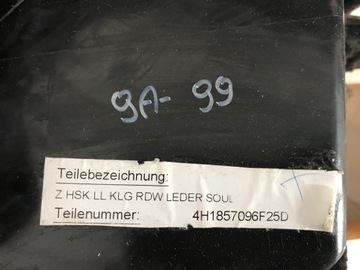 9A- 99
Teilebezeichnung:
Z HSK LL KLG RDW LEDER SOUL
Teilenummer: 4H1857096F25D